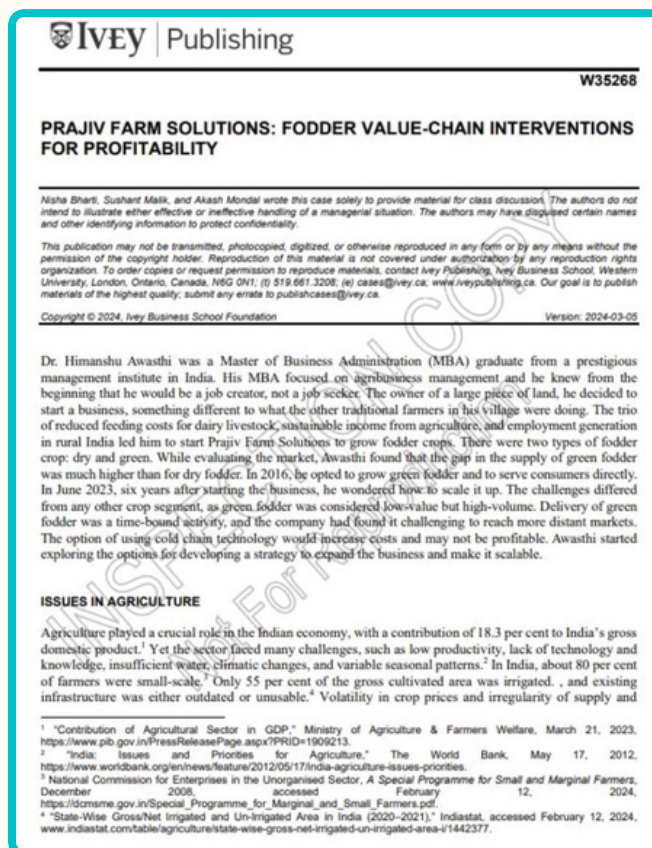 IVEY | Publishing
W35268
PRAJIV FARM SOLUTIONS: FODDER VALUE-CHAIN INTERVENTIONS
FOR PROFITABILITY
Nisha Bharti, Sushant Malik, and Akash Mondal wrote this case solely to provide material for class discussion. The authors do not
intend to illustrate either effective or ineffective handling of a managerial situation. The authors may have disguised certain names
and other identifying information to protect confidentiality.
This publication may not be transmitted, photocopied, digitized, or otherwise reproduced in any form or by any means without the
permission of the copyright holder. Reproduction of this material is not covered under authorization by any reproduction rights
organization. To order copies or request permission to reproduce materials, contact Ivey Publishing, Ivey Business School, Western
University, London, Ontario, Canada, N6G 0N1; (t) 519.661.3208; (e) cases@ivey.ca; www.iveypublishing.ca. Our goal is to publish
materials of the highest quality; submit any errata to publishcases@ivey.ca.
Copyright © 2024, Ivey Business School Foundation Version: 2024-03-05
Dr. Himanshu Awasthi was a Master of Business Administration (MBA) graduate from a prestigious
management institute in India. His MBA focused on agribusiness management and he knew from the
beginning that he would be a job creator, not a job seeker. The owner of a large piece of land, he decided to
start a business, something different to what the other traditional farmers in his village were doing. The trio
of reduced feeding costs for dairy livestock, sustainable income from agriculture, and employment generation
in rural India led him to start Prajiv Farm Solutions to grow fodder crops. There were two types of fodder
crop: dry and green. While evaluating the market, Awasthi found that the gap in the supply of green fodder
was much higher than for dry fodder. In 2016, he opted to grow green fodder and to serve consumers directly.
In June 2023, six years after starting the business, he wondered how to scale it up. The challenges differed
from any other crop segment, as green fodder was considered low-value but high-volume. Delivery of green
fodder was a time-bound activity, and the company had found it challenging to reach more distant markets.
The option of using cold chain technology would increase costs and may not be profitable. Awasthi started
exploring the options for developing a strategy to expand the business and make it scalable.
ISSUES IN AGRICULTURE
Agriculture played a crucial role in the Indian economy, with a contribution of 18.3 per cent to India's gross
domestic product.¹ Yet the sector faced many challenges, such as low productivity, lack of technology and
knowledge, insufficient water, climatic changes, and variable seasonal patterns.² In India, about 80 per cent
of farmers were small-scale.³ Only 55 per cent of the gross cultivated area was irrigated. , and existing
infrastructure was either outdated or unusable.⁴ Volatility in crop prices and irregularity of supply and
¹ "Contribution of Agricultural Sector in GDP," Ministry of Agriculture & Farmers Welfare, March 21, 2023,
https://www.pib.gov.in/PressReleasePage.aspx?PRID=1909213.
² "India: Issues and Priorities for Agriculture," The World Bank, May 17, 2012,
https://www.worldbank.org/en/news/feature/2012/05/17/india-agriculture-issues-priorities.
³ National Commission for Enterprises in the Unorganised Sector, A Special Programme for Small and Marginal Farmers,
December 2008, accessed February 12, 2024,
https://dcmsme.gov.in/Special_Programme_for_Marginal_and_Small_Farmers.pdf.
⁴ "State-Wise Gross/Net Irrigated and Un-Irrigated Area in India (2020–2021)," Indiastat, accessed February 12, 2024,
www.indiastat.com/table/agriculture/state-wise-gross-net-irrigated-un-irrigated-area-i/1442377.
INSPECTION COPY
Not For Reproduction